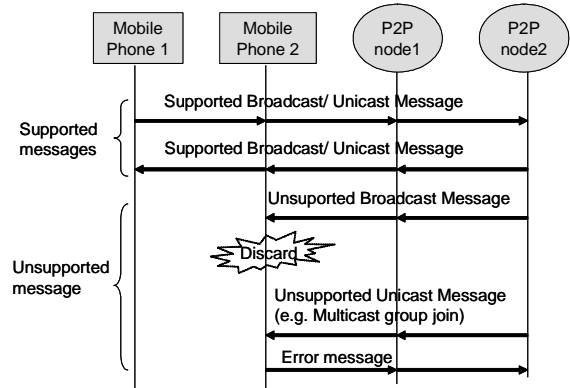 Mobile
Phone 1
Mobile
Phone 2
P2P
node1
P2P
node2
Supported Broadcast/ Unicast Message
Supported
messages
Supported Broadcast/ Unicast Message
Unsuported Broadcast Message
Discard
Unsupported
message
Unsupported Unicast Message
(e.g. Multicast group join)
Error message